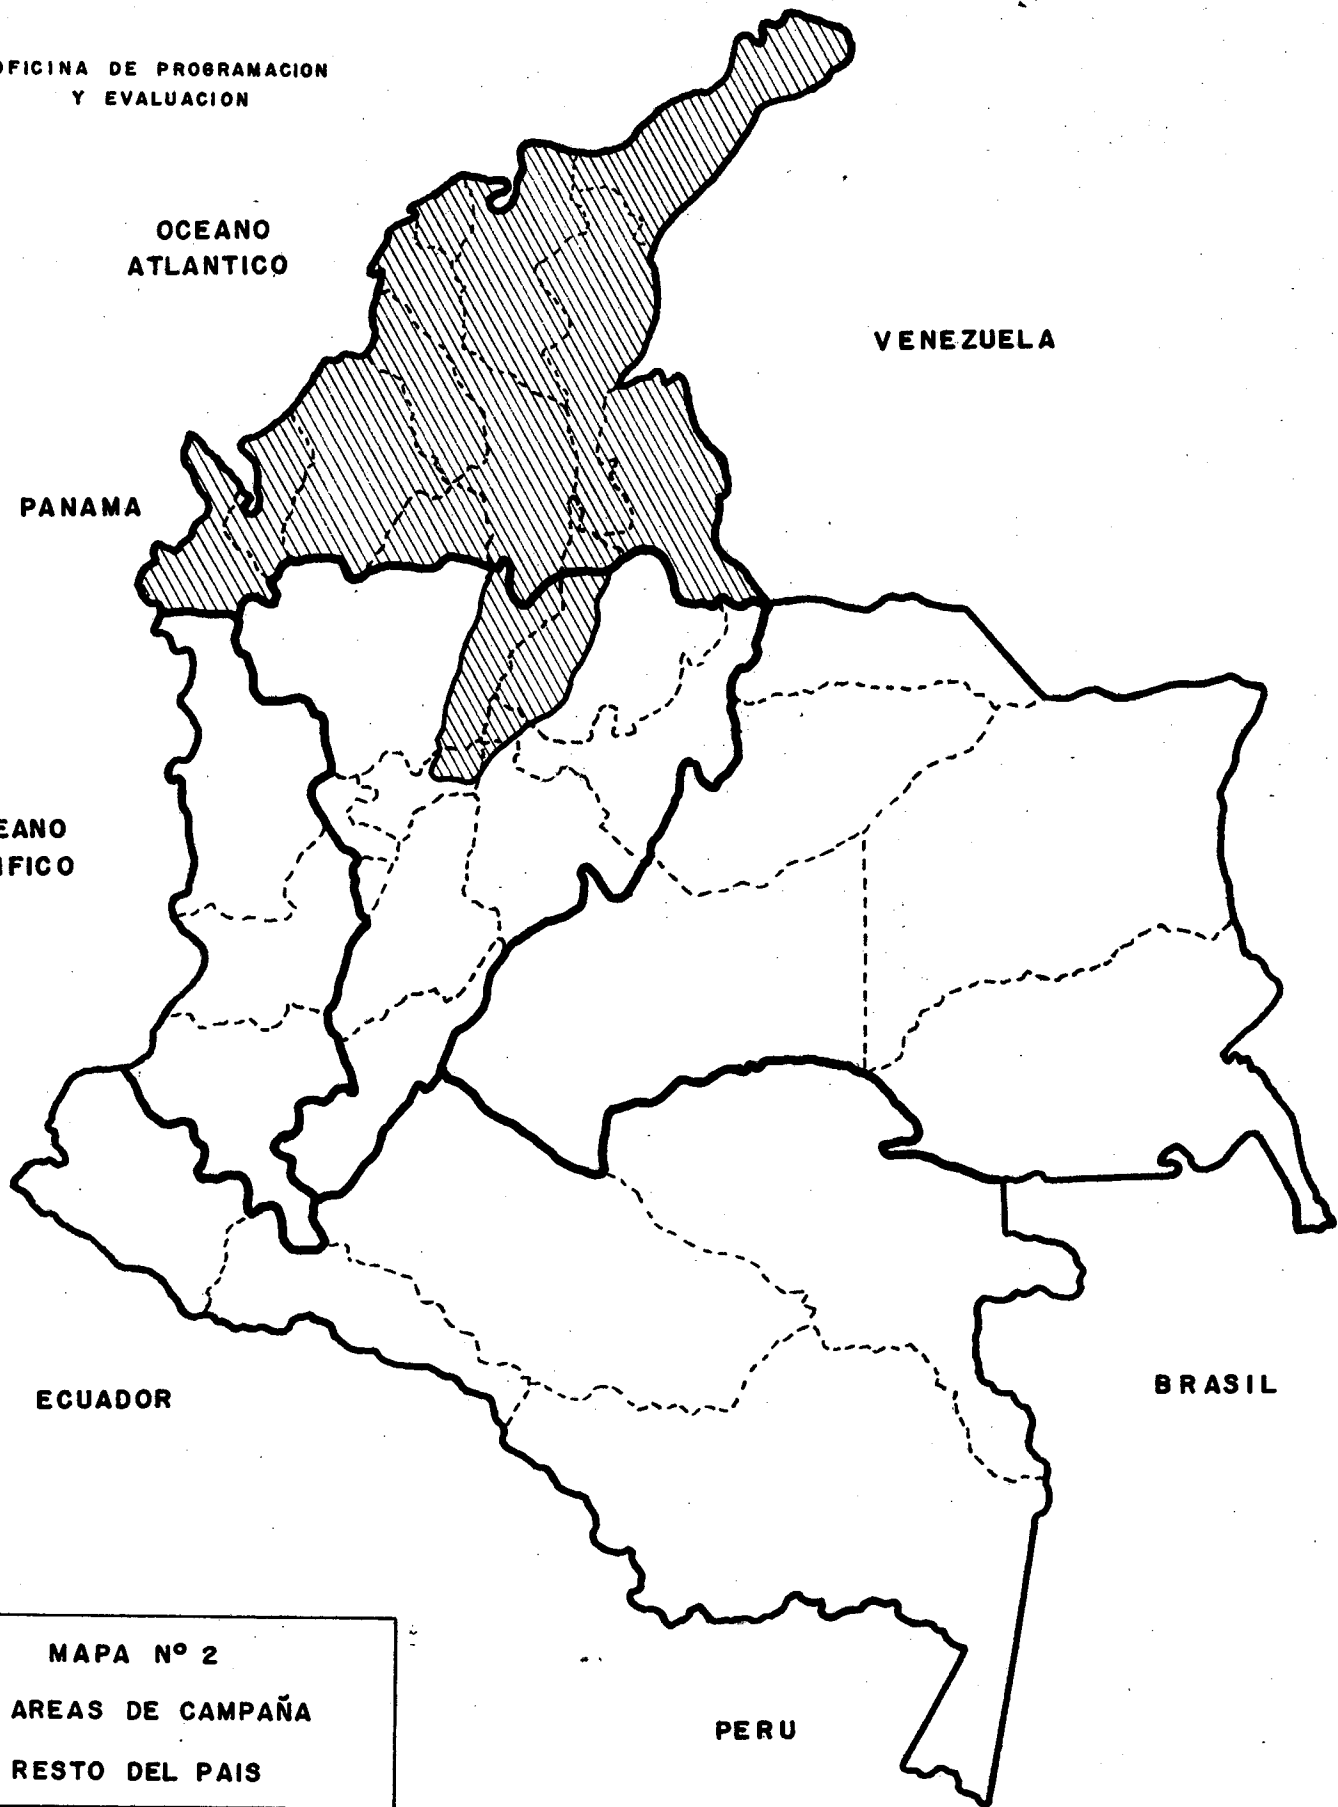 OFICINA DE PROGRAMACION
Y EVALUACION
OCEANO
ATLANTICO
VENEZUELA
PANAMA
EANO
IFICO
ECUADOR
BRASIL
PERU
MAPA Nº 2
AREAS DE CAMPAÑA
RESTO DEL PAIS